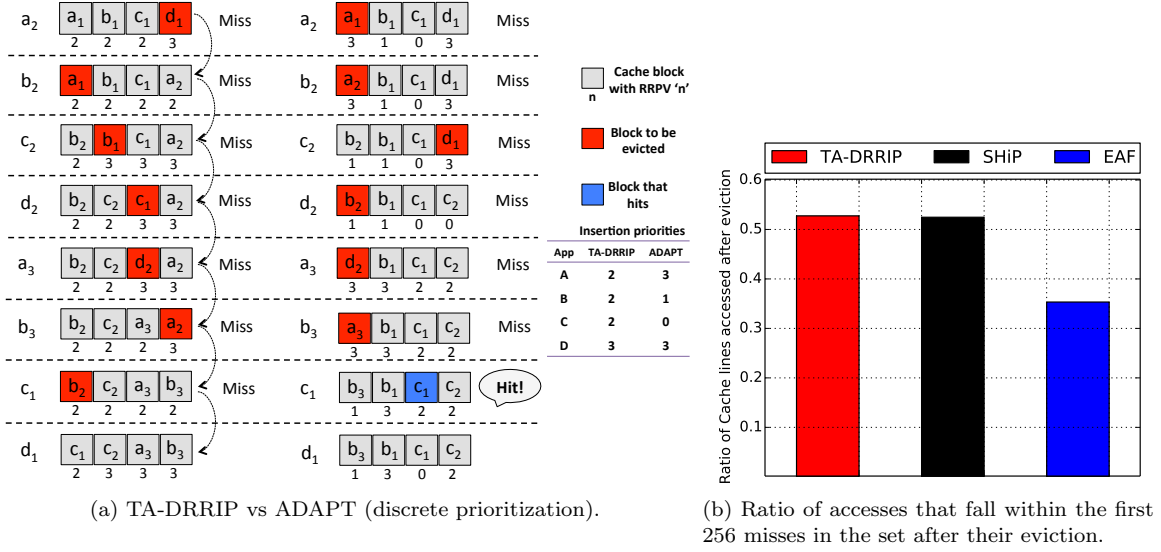 a2 a1 b1 c1 d1 Miss a2 a1 b1 c1 d1 Miss
2 2 2 3 3 1 0 3
b2 a1 b1 c1 a2 Miss b2 a2 b1 c1 d1 Miss
2 2 2 2 3 1 0 3
c2 b2 b1 c1 a2 Miss c2 b2 b1 c1 d1 Miss
2 3 3 3 1 1 0 3
d2 b2 c2 c1 a2 Miss d2 b2 b1 c1 c2 Miss
2 2 3 3 1 1 0 0
a3 b2 c2 d2 a2 Miss a3 d2 b1 c1 c2 Miss
2 2 3 3 3 3 2 2
b3 b2 c2 a3 a2 Miss b3 a3 b1 c1 c2 Miss
2 2 2 3 3 3 2 2
c1 b2 c2 a3 b3 Miss c1 b3 b1 c1 c2 Hit!
2 2 2 2 1 3 2 2
d1 c1 c2 a3 b3 d1 b3 b1 c1 c2
2 3 3 3 1 3 0 2
Cache block
with RRPV ‘n’
n
Block to be
evicted
Block that
hits
Insertion priorities
App TA-DRRIP ADAPT
A 2 3
B 2 1
C 2 0
D 3 3
(a) TA-DRRIP vs ADAPT (discrete prioritization).
TA-DRRIP SHiP EAF
Ratio of Cache lines accessed after eviction
0.6
0.5
0.4
0.3
0.2
0.1
(b) Ratio of accesses that fall within the first
256 misses in the set after their eviction.